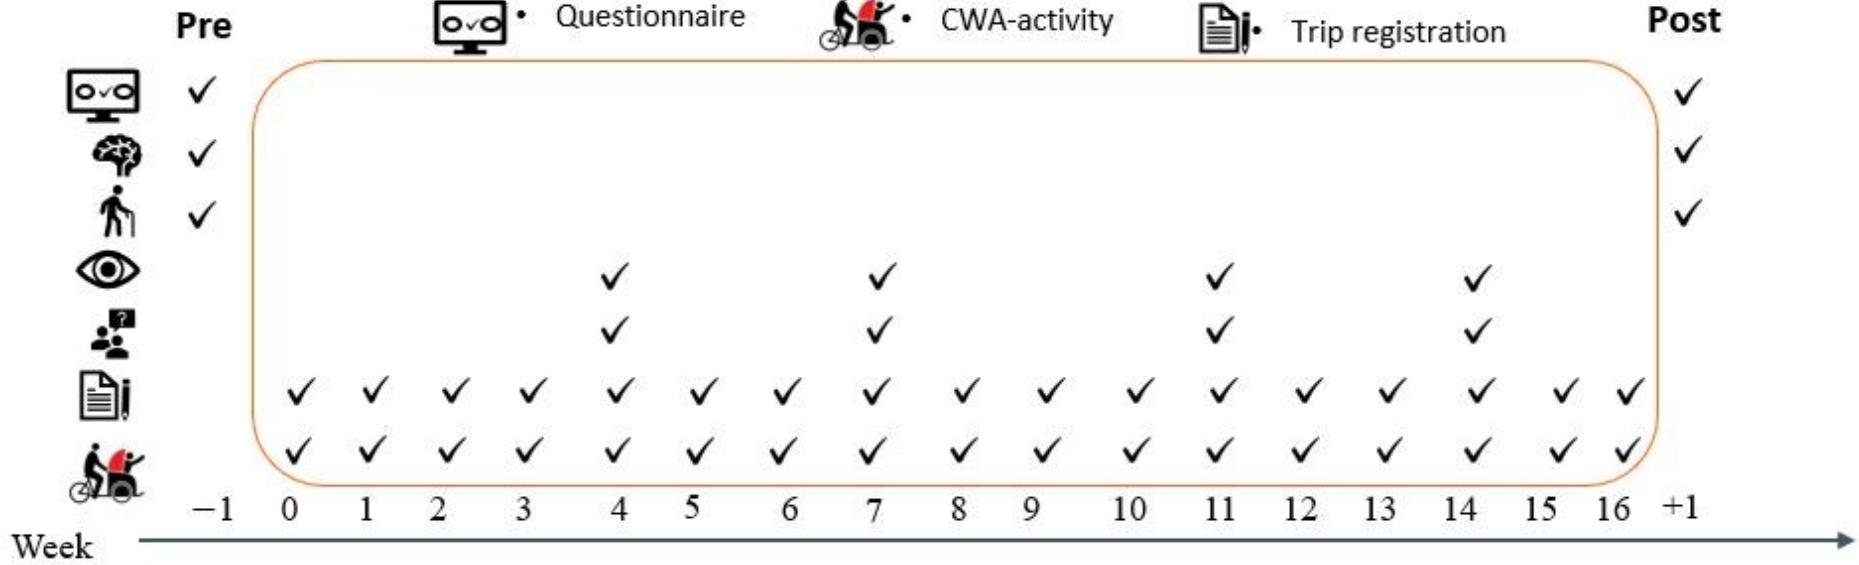 Pre • Questionnaire • CWA-activity • Trip registration Post
?
−1 0 1 2 3 4 5 6 7 8 9 10 11 12 13 14 15 16 +1
Week